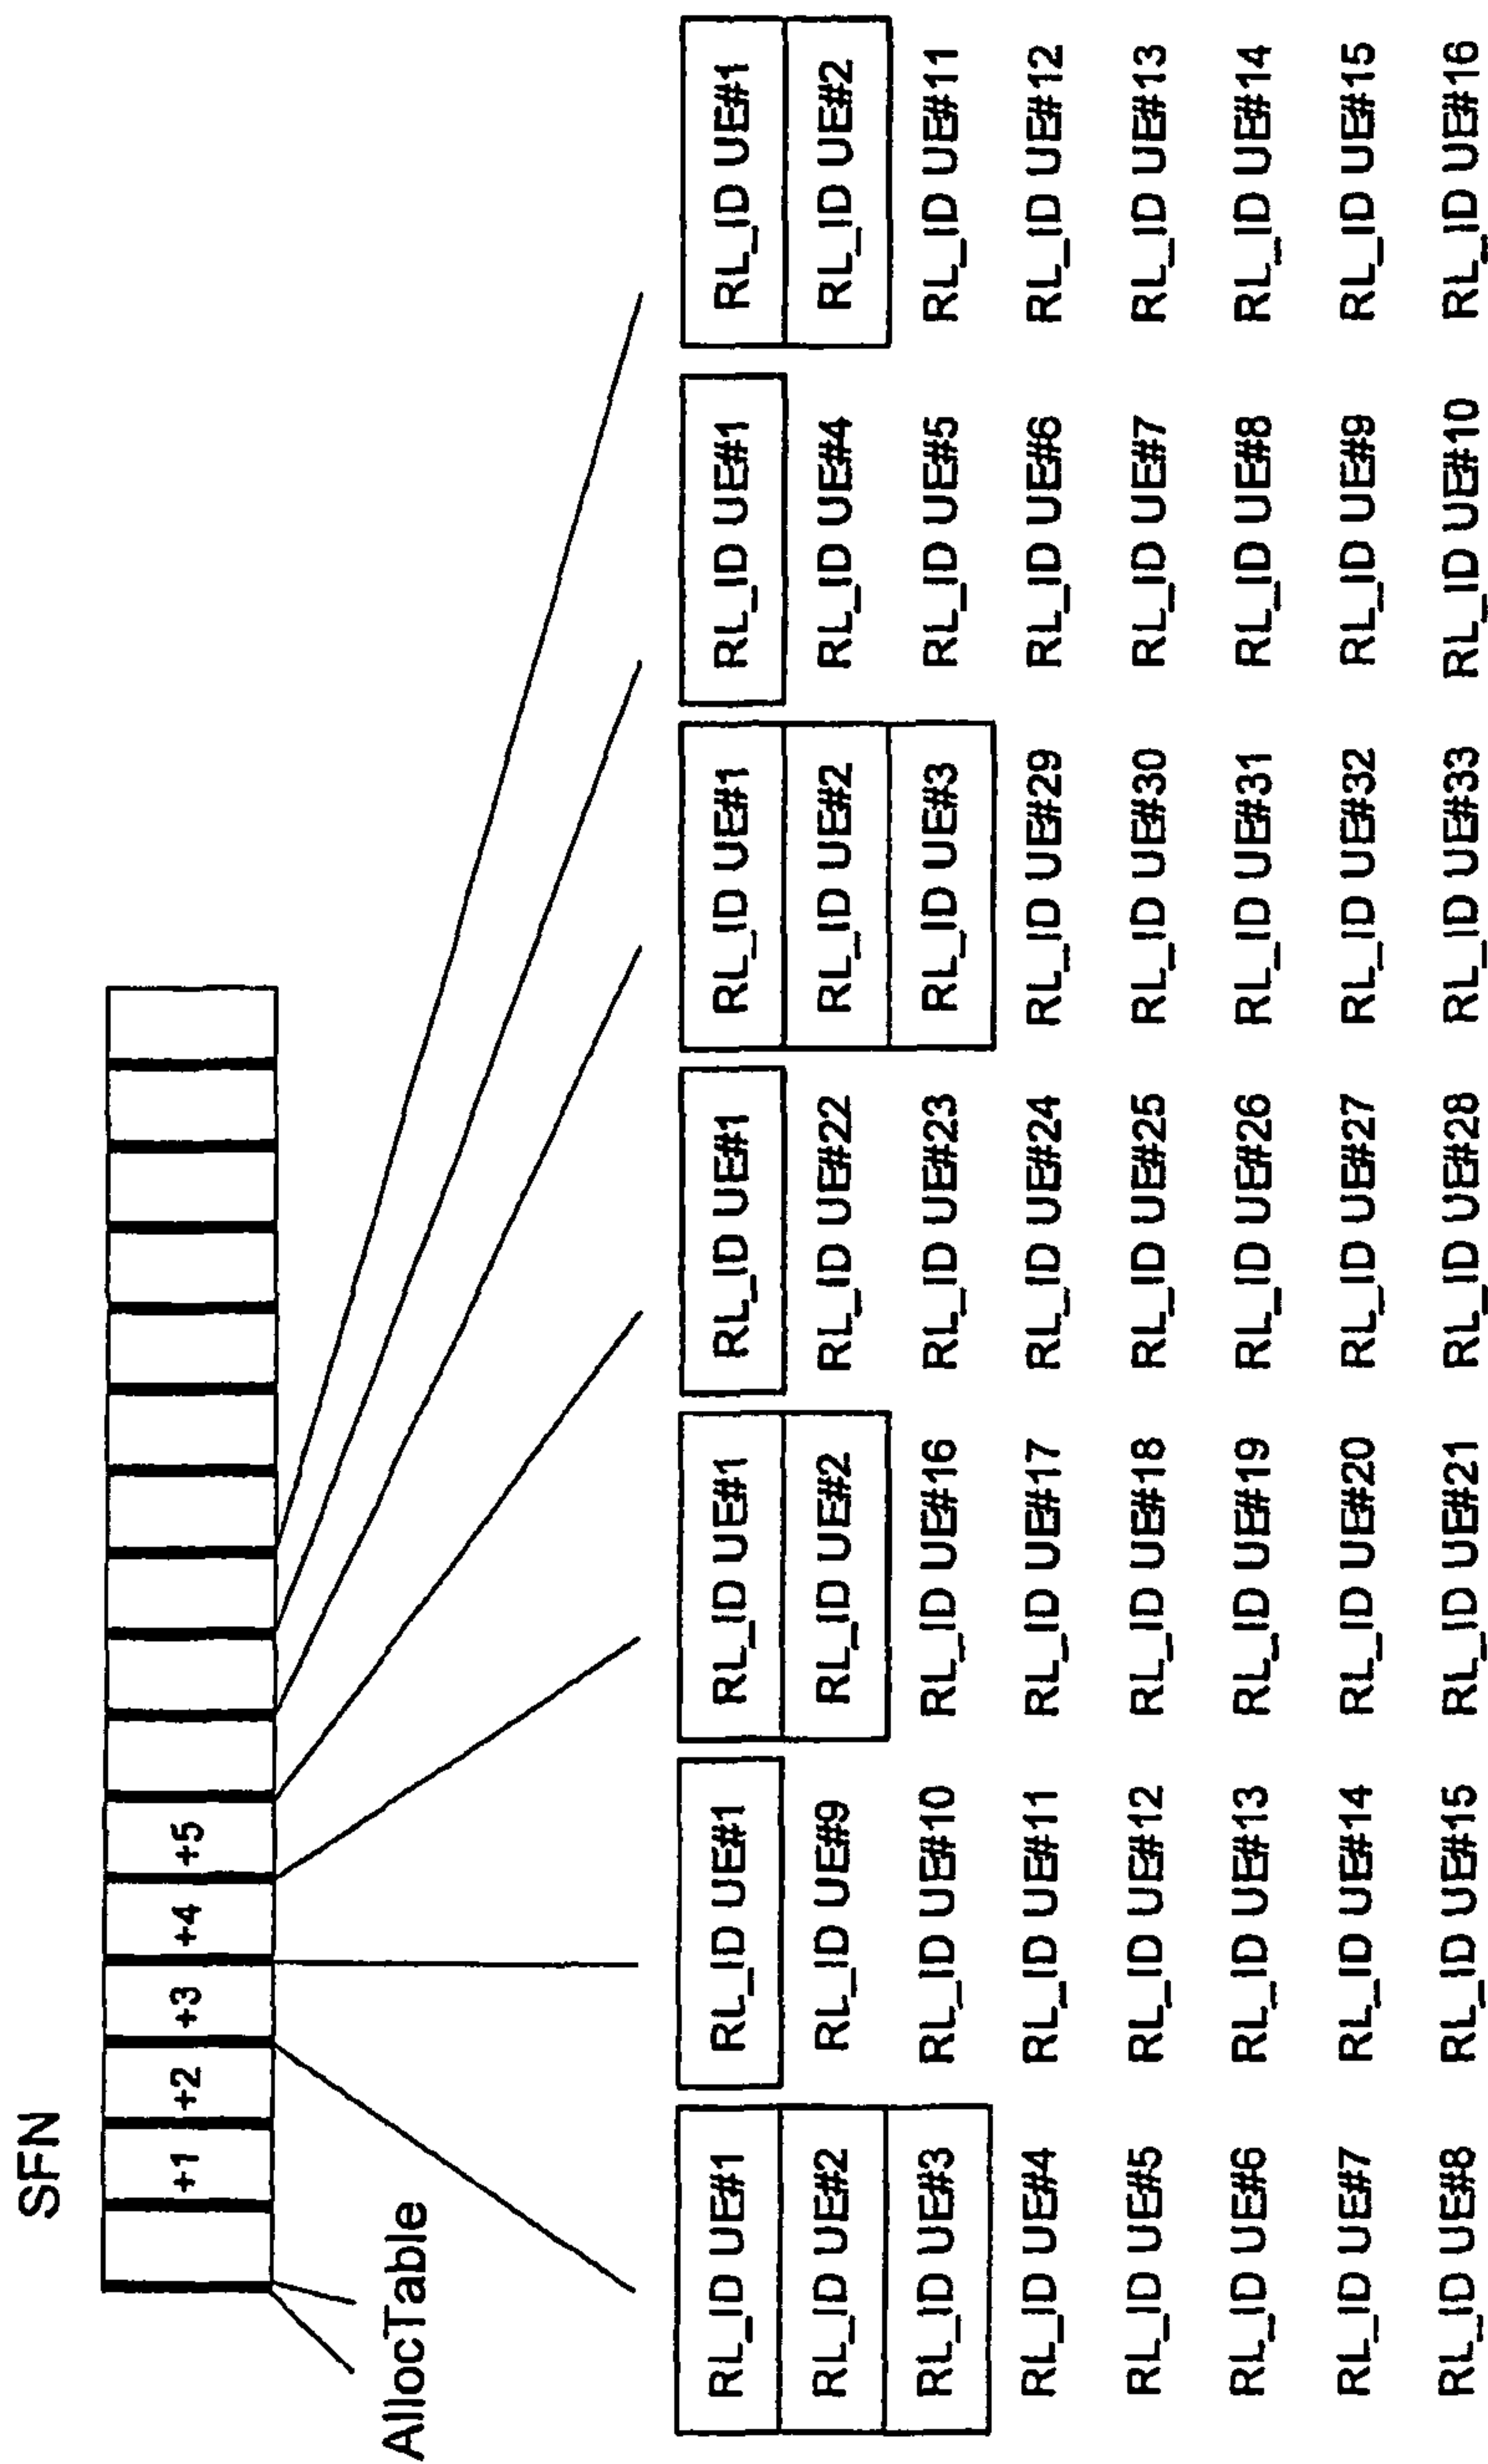 SFN
+1 +2 +3 +4 +5
AllocTable
RL_ID UE#1
RL_ID UE#2
RL_ID UE#3
RL_ID UE#4
RL_ID UE#5
RL_ID UE#6
RL_ID UE#7
RL_ID UE#8
RL_ID UE#1
RL_ID UE#9
RL_ID UE#10
RL_ID UE#11
RL_ID UE#12
RL_ID UE#13
RL_ID UE#14
RL_ID UE#15
RL_ID UE#1
RL_ID UE#2
RL_ID UE#16
RL_ID UE#17
RL_ID UE#18
RL_ID UE#19
RL_ID UE#20
RL_ID UE#21
RL_ID UE#1
RL_ID UE#22
RL_ID UE#23
RL_ID UE#24
RL_ID UE#25
RL_ID UE#26
RL_ID UE#27
RL_ID UE#28
RL_ID UE#1
RL_ID UE#2
RL_ID UE#3
RL_ID UE#29
RL_ID UE#30
RL_ID UE#31
RL_ID UE#32
RL_ID UE#33
RL_ID UE#1
RL_ID UE#4
RL_ID UE#5
RL_ID UE#6
RL_ID UE#7
RL_ID UE#8
RL_ID UE#9
RL_ID UE#10
RL_ID UE#1
RL_ID UE#2
RL_ID UE#11
RL_ID UE#12
RL_ID UE#13
RL_ID UE#14
RL_ID UE#15
RL_ID UE#16